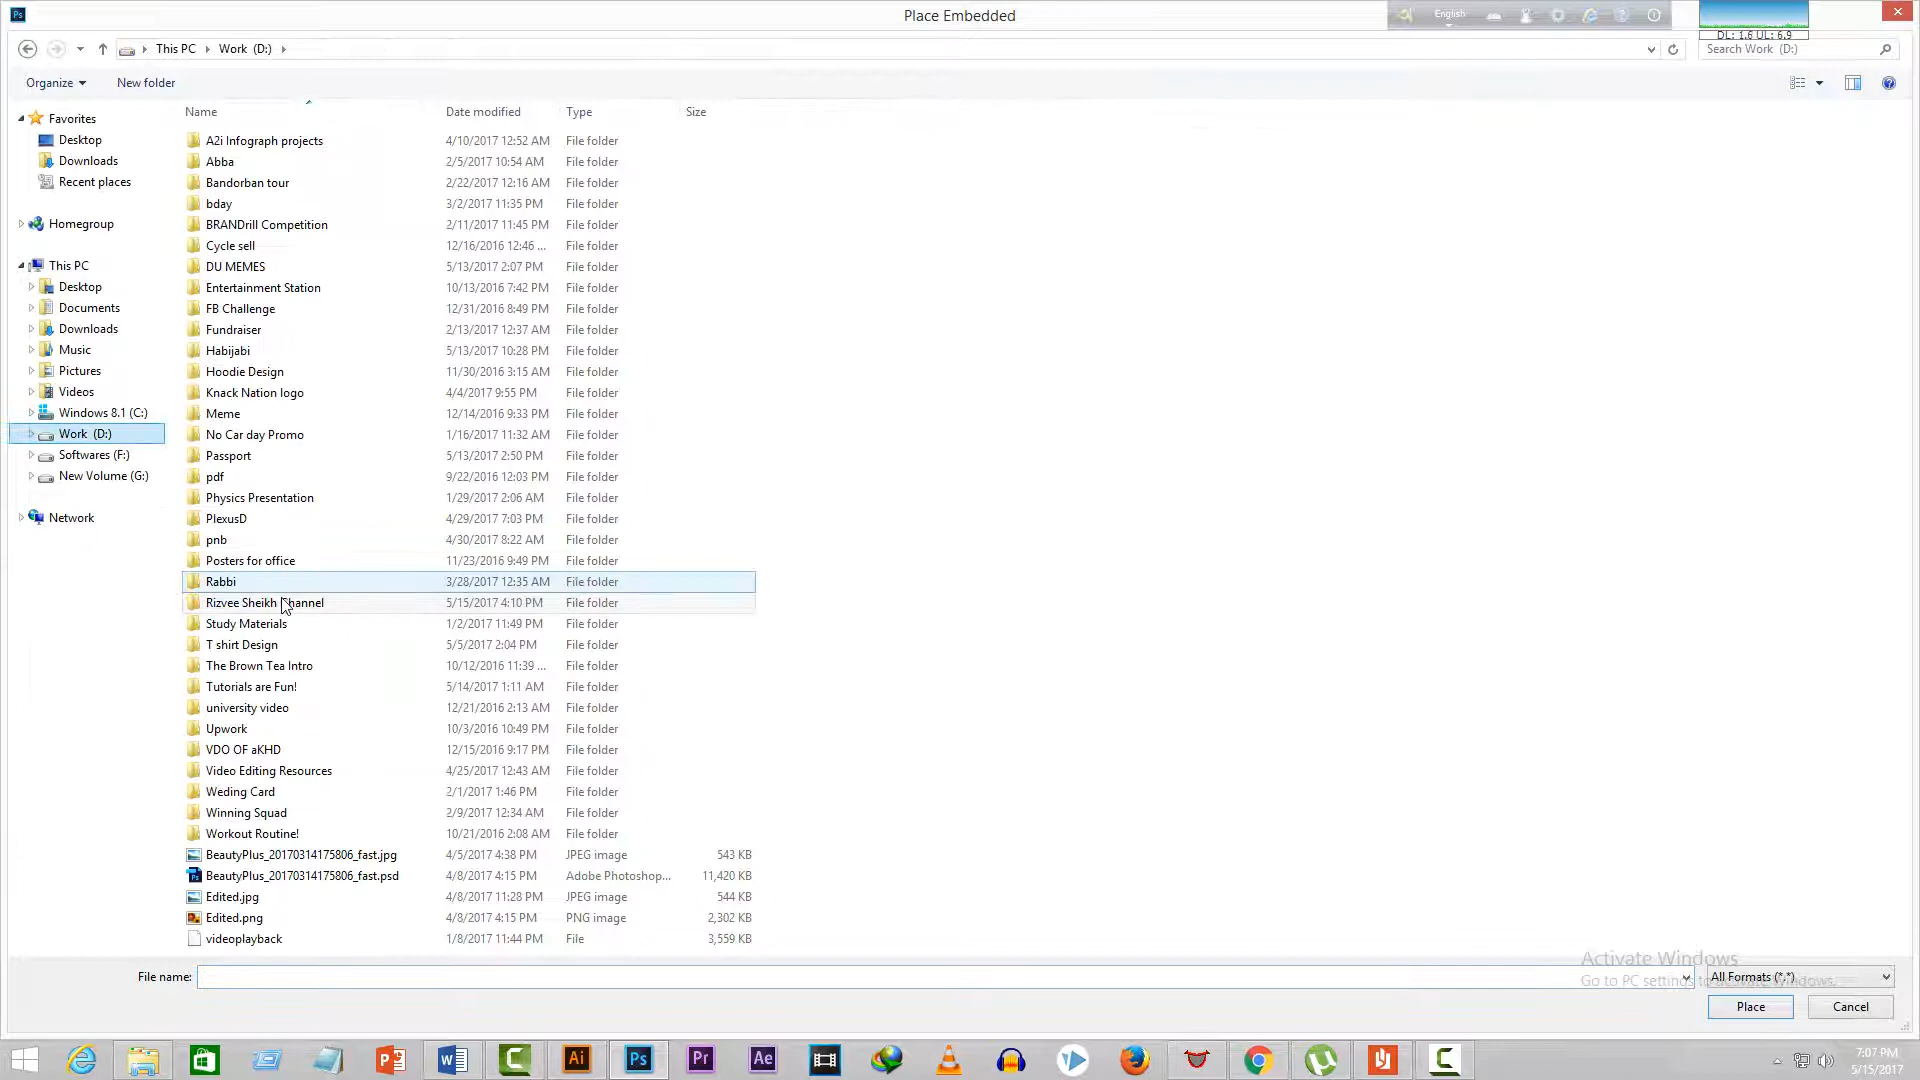 Place Embedded
English
DL: 1.6 UL: 6.9
This PC
Work (D:)
Search Work (D:)
Organize
New folder
Name
Date modified
Type
Size
Favorites
Desktop
Downloads
Recent places
Homegroup
This PC
Desktop
Documents
Downloads
Music
Pictures
Videos
Windows 8.1 (C:)
Work (D:)
Softwares (F:)
New Volume (G:)
Network
A2i Infograph projects 4/10/2017 12:52 AM File folder
Abba 2/5/2017 10:54 AM File folder
Bandorban tour 2/22/2017 12:16 AM File folder
bday 3/2/2017 11:35 PM File folder
BRANDrill Competition 2/11/2017 11:45 PM File folder
Cycle sell 12/16/2016 12:46 ... File folder
DU MEMES 5/13/2017 2:07 PM File folder
Entertainment Station 10/13/2016 7:42 PM File folder
FB Challenge 12/31/2016 8:49 PM File folder
Fundraiser 2/13/2017 12:37 AM File folder
Habijabi 5/13/2017 10:28 PM File folder
Hoodie Design 11/30/2016 3:15 AM File folder
Knack Nation logo 4/4/2017 9:55 PM File folder
Meme 12/14/2016 9:33 PM File folder
No Car day Promo 1/16/2017 11:32 AM File folder
Passport 5/13/2017 2:50 PM File folder
pdf 9/22/2016 12:03 PM File folder
Physics Presentation 1/29/2017 2:06 AM File folder
PlexusD 4/29/2017 7:03 PM File folder
pnb 4/30/2017 8:22 AM File folder
Posters for office 11/23/2016 9:49 PM File folder
Rabbi 3/28/2017 12:35 AM File folder
Rizvee Sheikh Channel 5/15/2017 4:10 PM File folder
Study Materials 1/2/2017 11:49 PM File folder
T shirt Design 5/5/2017 2:04 PM File folder
The Brown Tea Intro 10/12/2016 11:39 ... File folder
Tutorials are Fun! 5/14/2017 1:11 AM File folder
university video 12/21/2016 2:13 AM File folder
Upwork 10/3/2016 10:49 PM File folder
VDO OF aKHD 12/15/2016 9:17 PM File folder
Video Editing Resources 4/25/2017 12:43 AM File folder
Weding Card 2/1/2017 1:46 PM File folder
Winning Squad 2/9/2017 12:34 AM File folder
Workout Routine! 10/21/2016 2:08 AM File folder
BeautyPlus_20170314175806_fast.jpg 4/5/2017 4:38 PM JPEG image 543 KB
BeautyPlus_20170314175806_fast.psd 4/8/2017 4:15 PM Adobe Photoshop... 11,420 KB
Edited.jpg 4/8/2017 11:28 PM JPEG image 544 KB
Edited.png 4/8/2017 4:15 PM PNG image 2,302 KB
videoplayback 1/8/2017 11:44 PM File 3,559 KB
Activate Windows
Go to PC settings to activate Windows.
File name:
All Formats (*.*)
Place
Cancel
7:07 PM
5/15/2017